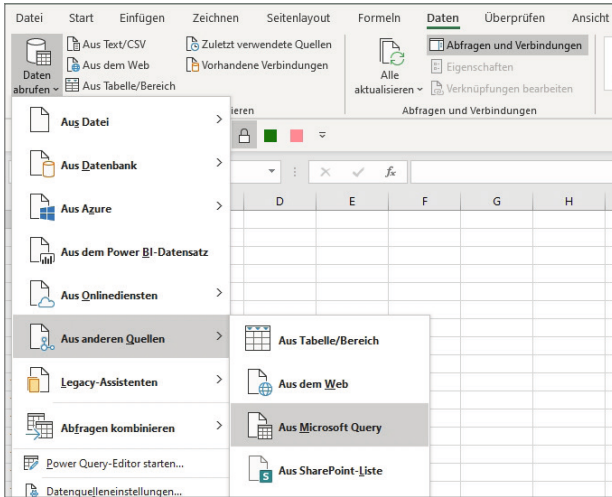 Datei Start Einfügen Zeichnen Seitenlayout Formeln Daten Überprüfen Ansicht
Daten abrufen
Aus Text/CSV
Aus dem Web
Aus Tabelle/Bereich
Zuletzt verwendete Quellen
Vorhandene Verbindungen
Alle aktualisieren
Abfragen und Verbindungen
Eigenschaften
Verknüpfungen bearbeiten
ieren
Abfragen und Verbindungen
fx
D E F G H
Aus Datei
Aus Datenbank
Aus Azure
Aus dem Power BI-Datensatz
Aus Onlinediensten
Aus anderen Quellen
Legacy-Assistenten
Abfragen kombinieren
Power Query-Editor starten...
Datenquelleneinstellungen...
Aus Tabelle/Bereich
Aus dem Web
Aus Microsoft Query
Aus SharePoint-Liste